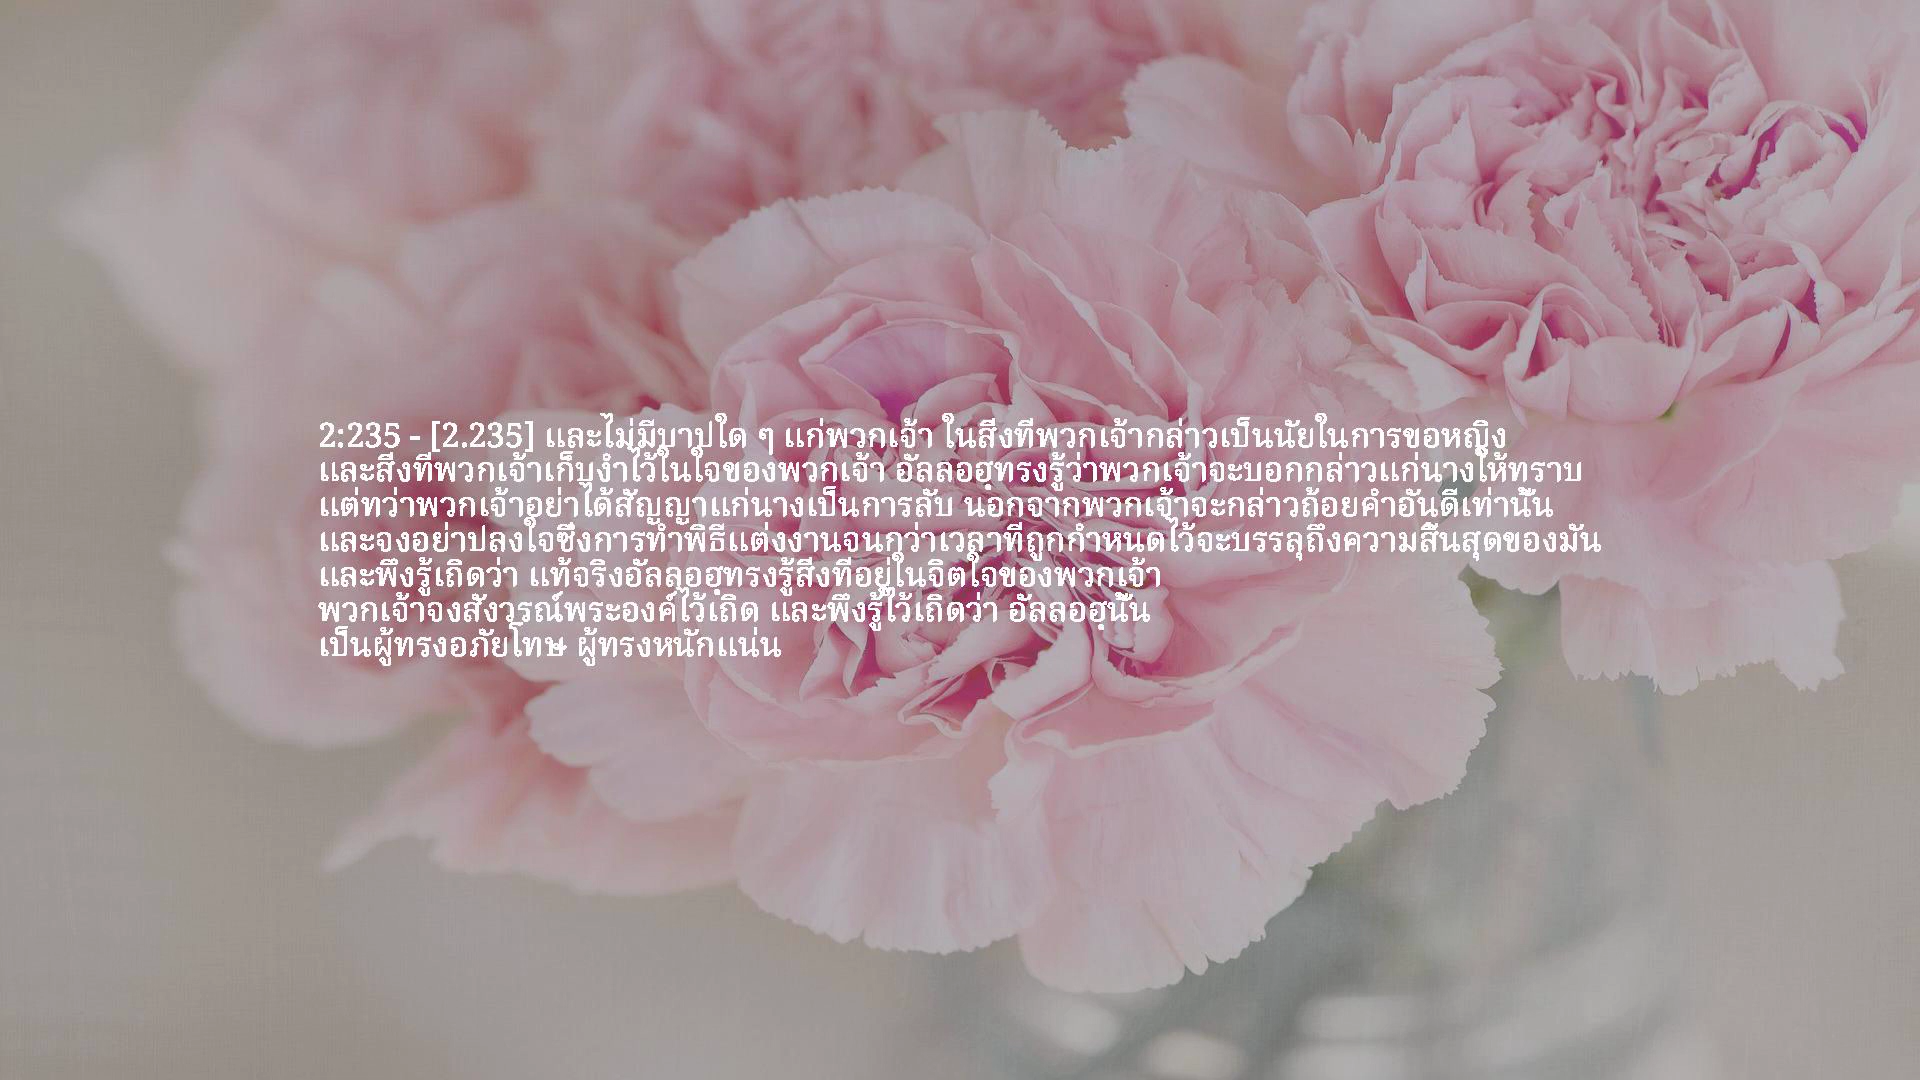 2:235 - [2.235] และไม่มีบาปใด ๆ แก่พวกเจ้า ในสิ่งที่พวกเจ้ากล่าวเป็นนัยในการขอหญิง
และสิ่งที่พวกเจ้าเก็บงำไว้ในใจของพวกเจ้า อัลลอฮฺทรงรู้ว่าพวกเจ้าจะบอกกล่าวแก่นางให้ทราบ
แต่ทว่าพวกเจ้าอย่าได้สัญญาแก่นางเป็นการลับ นอกจากพวกเจ้าจะกล่าวถ้อยคำอันดีเท่านั้น
และจงอย่าปลงใจซึ่งการทำพิธีแต่งงานจนกว่าเวลาที่ถูกกำหนดไว้จะบรรลุถึงความสิ้นสุดของมัน
และพึงรู้เถิดว่า แท้จริงอัลลอฮฺทรงรู้สิ่งที่อยู่ในจิตใจของพวกเจ้า
พวกเจ้าจงสังวรณ์พระองค์ไว้เถิด และพึงรู้ไว้เถิดว่า อัลลอฮฺนั้น
เป็นผู้ทรงอภัยโทษ ผู้ทรงหนักแน่น